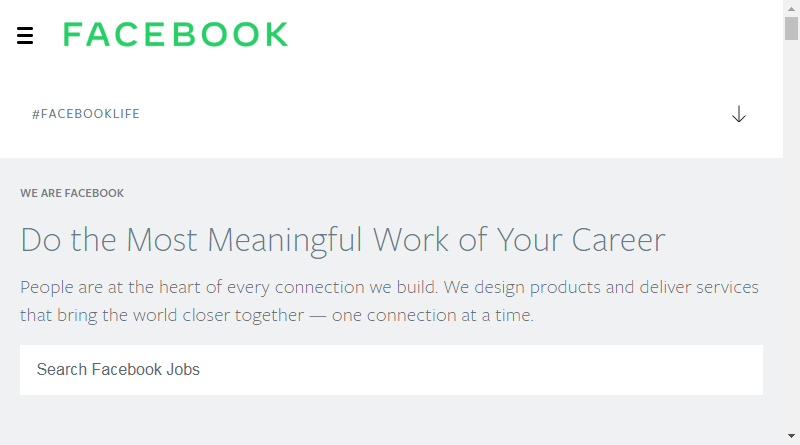 FACEBOOK
#FACEBOOKLIFE
WE ARE FACEBOOK
Do the Most Meaningful Work of Your Career
People are at the heart of every connection we build. We design products and deliver services
that bring the world closer together — one connection at a time.
Search Facebook Jobs